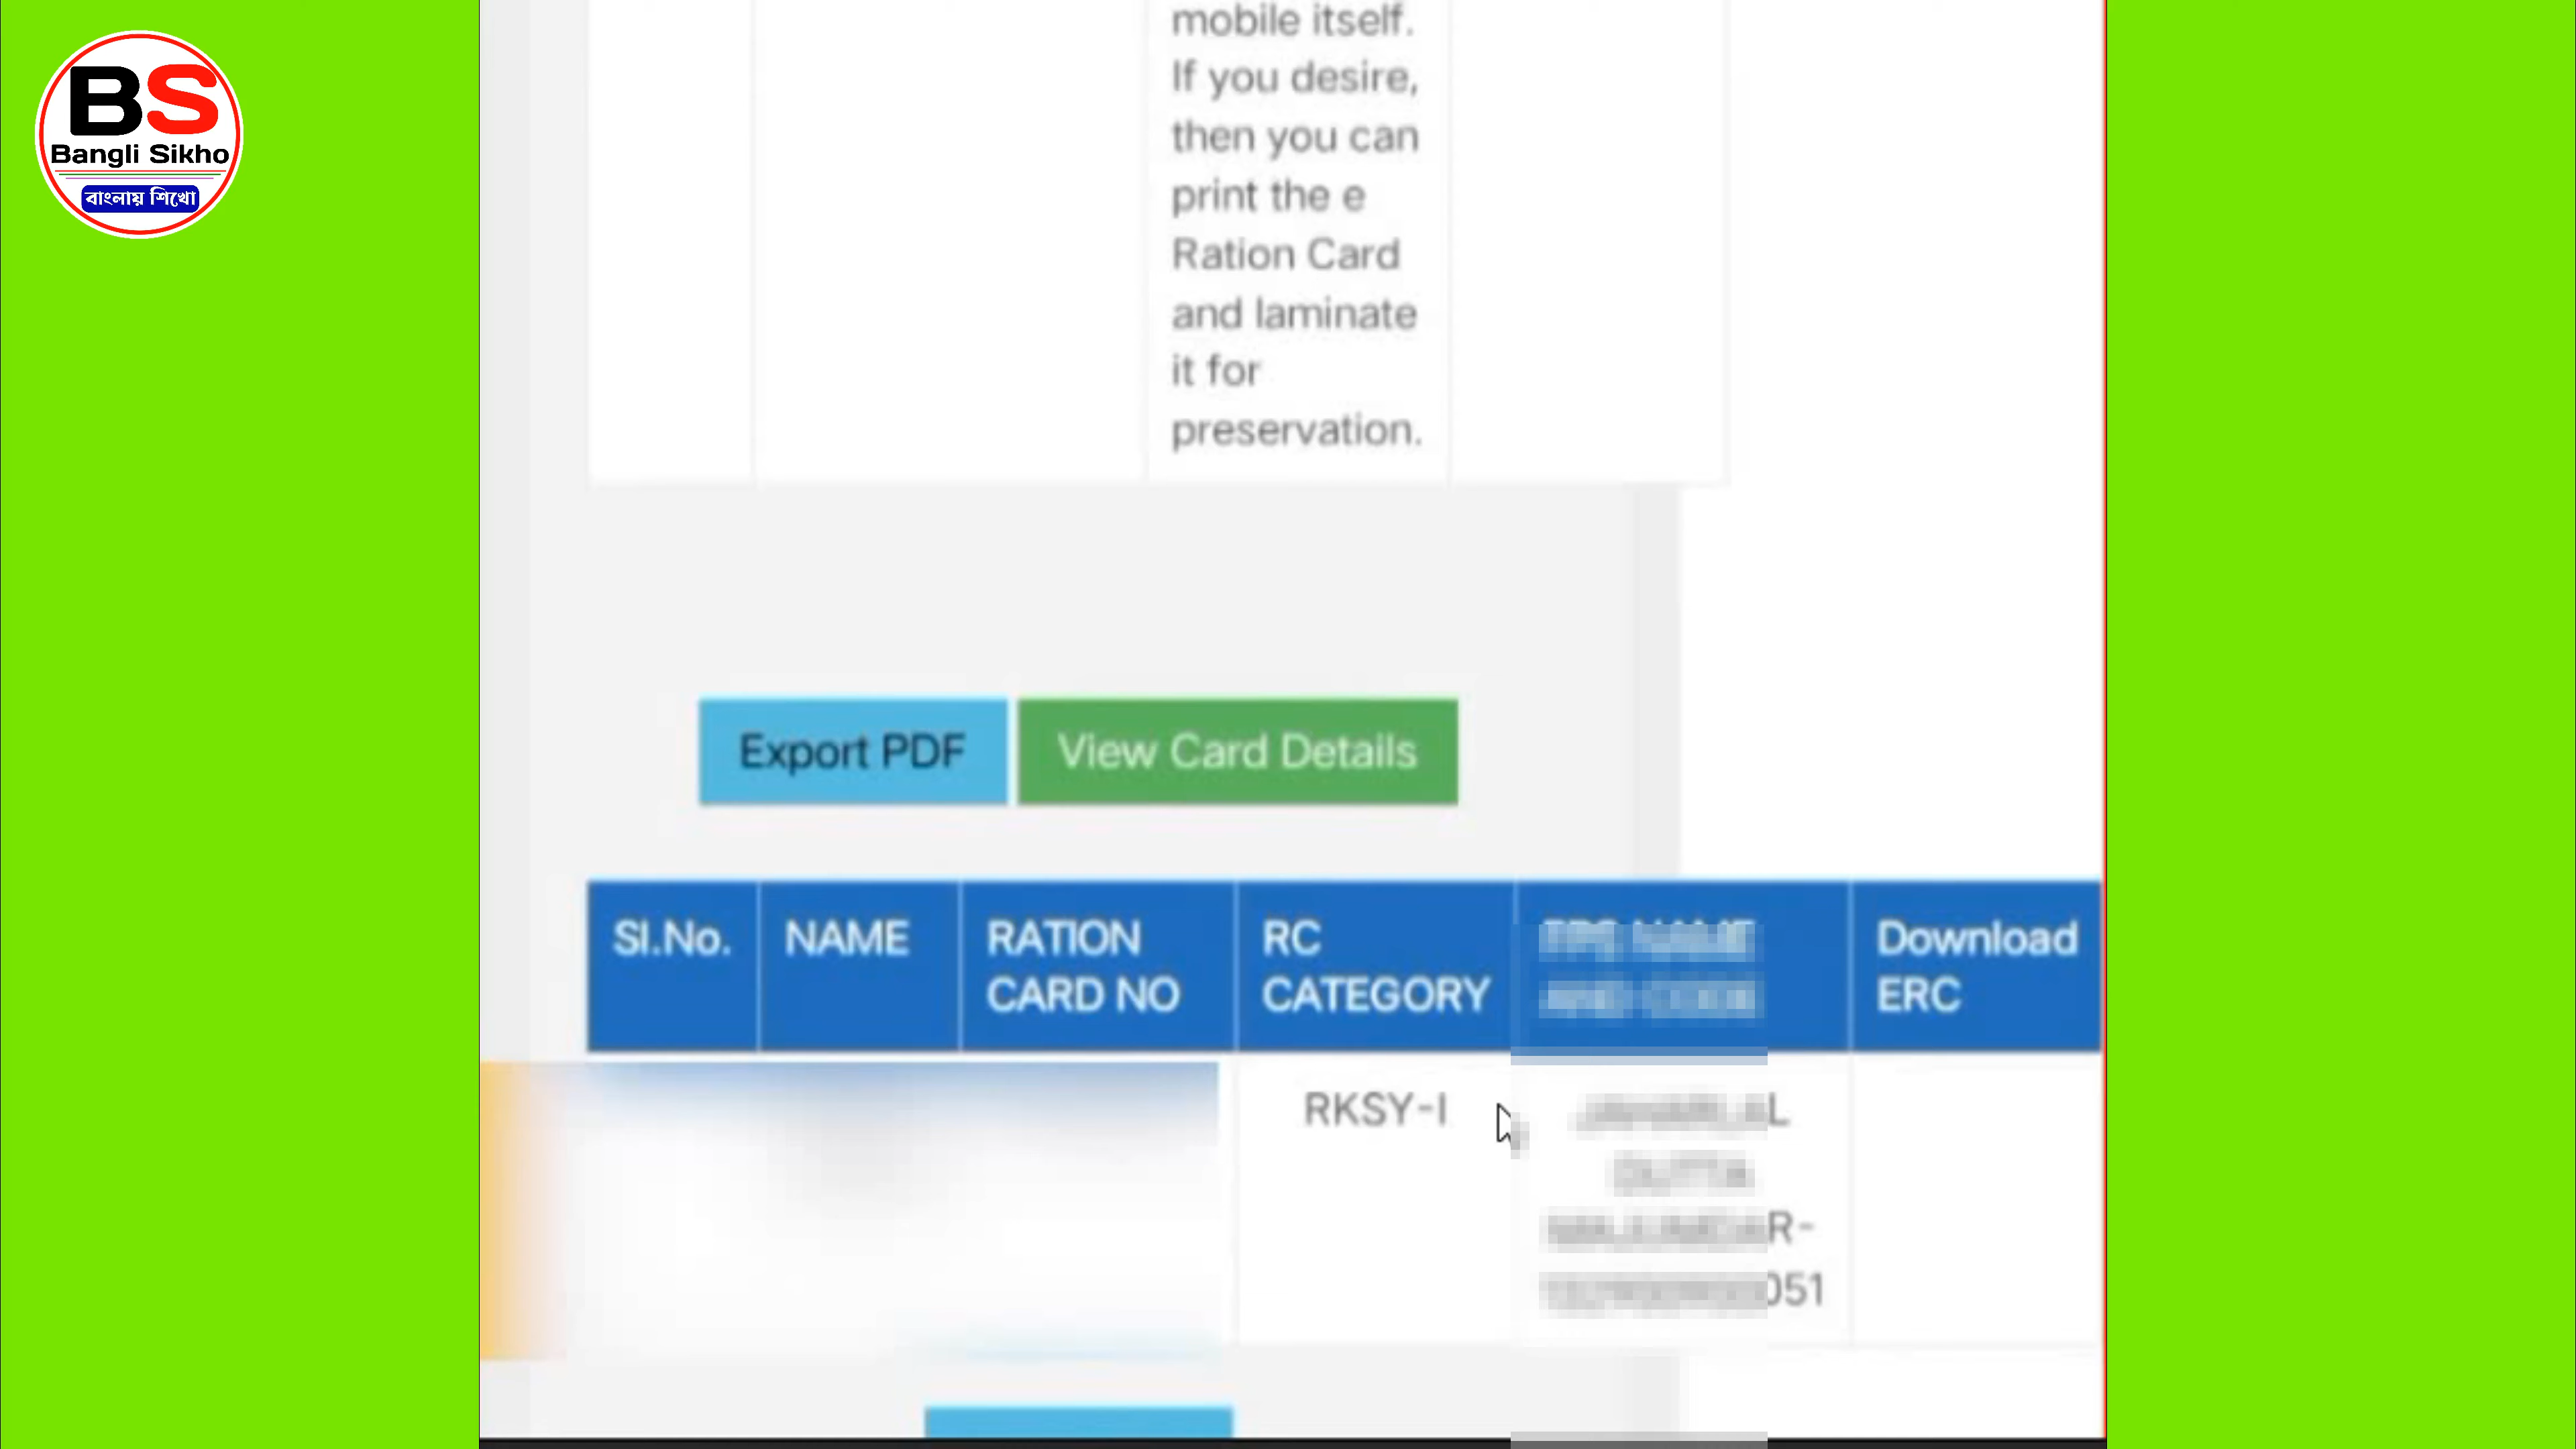 BS
Bangli Sikho
বাংলায় শিখো
mobile itself.
If you desire,
then you can
print the e
Ration Card
and laminate
it for
preservation.
Export PDF
View Card Details
SI.No.
NAME
RATION
CARD NO
RC
CATEGORY
Download
ERC
RKSY-I